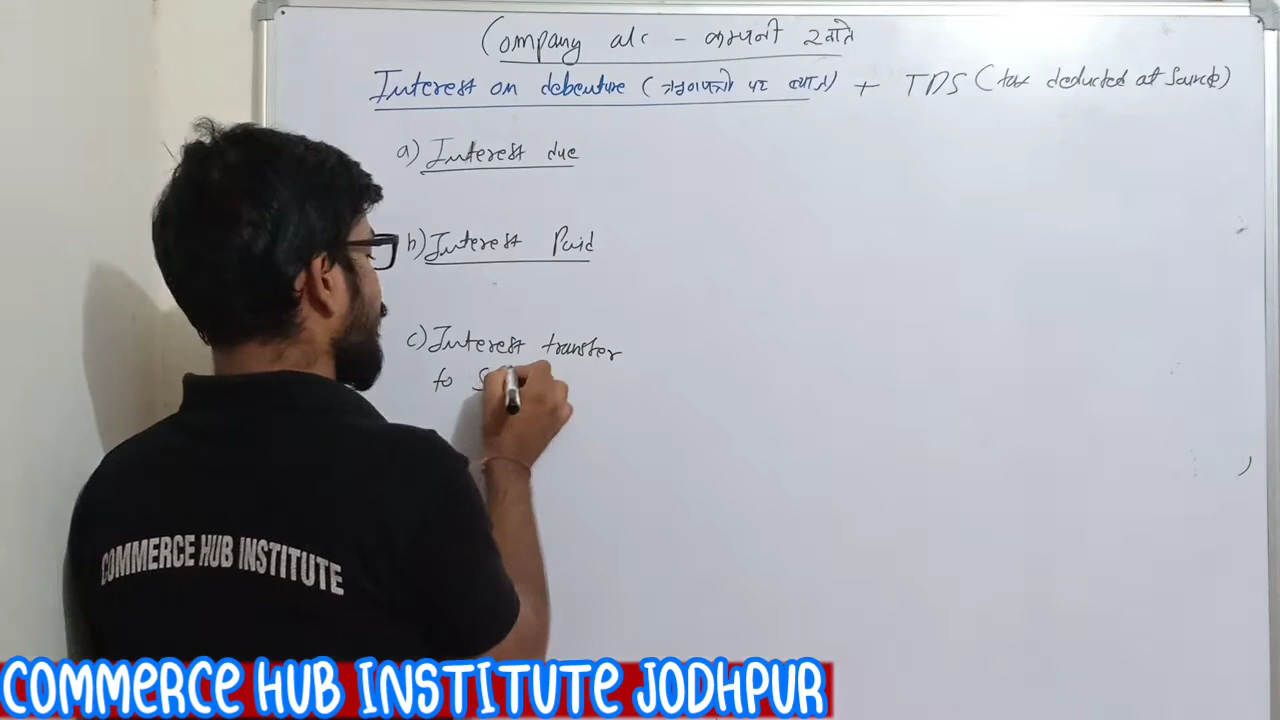 Company a/c - कम्पनी खाते
Interest on debenture (ऋणपत्रो पर ब्याज) + TDS (tax deducted at Source)
a) Interest due
b) Interest Paid
c) Interest transfer
to S
COMMERCE HUB INSTITUTE
COMMERCE HUB INSTITUTE JODHPUR